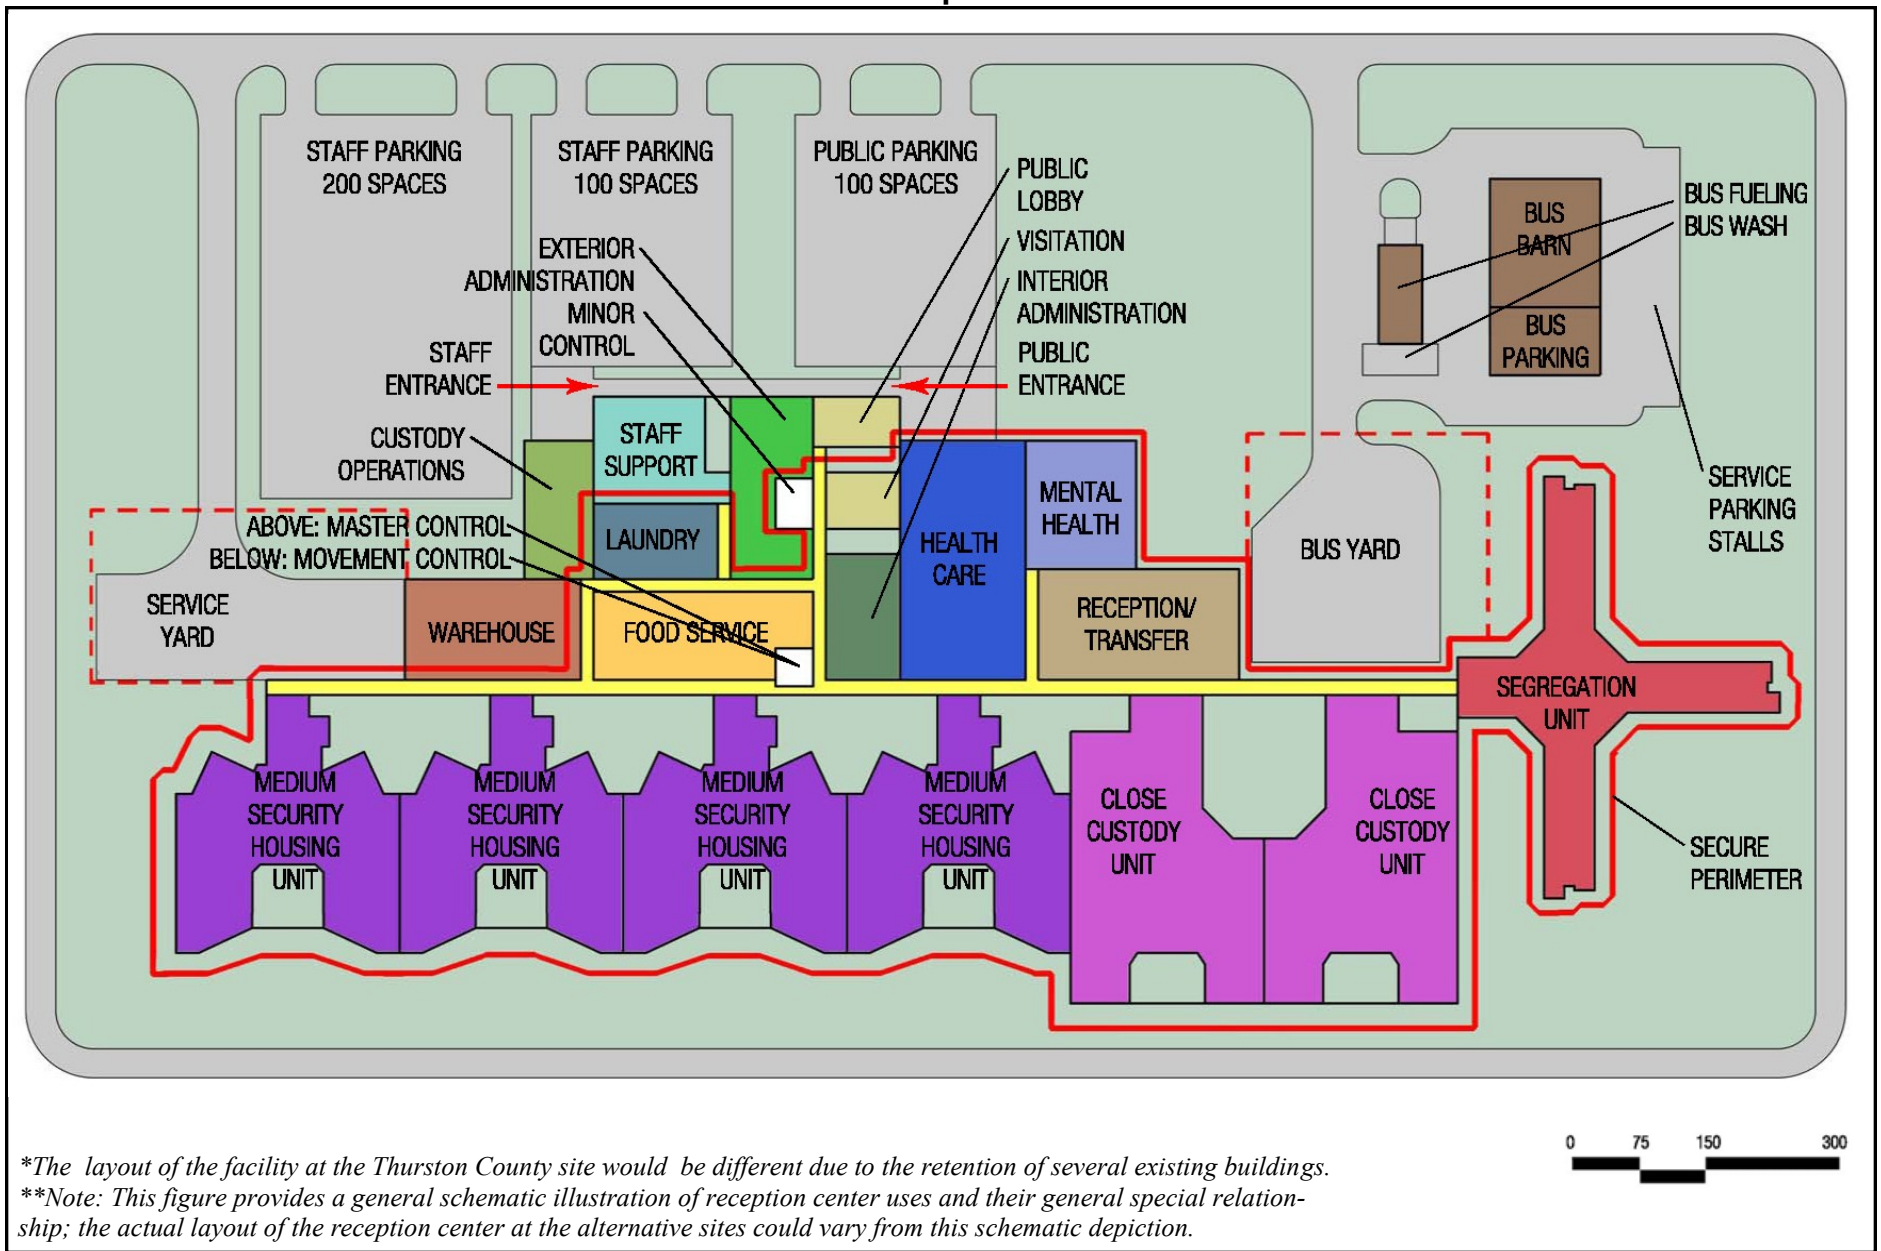 STAFF PARKING
200 SPACES
STAFF PARKING
100 SPACES
PUBLIC PARKING
100 SPACES
PUBLIC
LOBBY
VISITATION
INTERIOR
ADMINISTRATION
PUBLIC
ENTRANCE
EXTERIOR
ADMINISTRATION
MINOR
CONTROL
STAFF
ENTRANCE
CUSTODY
OPERATIONS
ABOVE: MASTER CONTROL
BELOW: MOVEMENT CONTROL
BUS
BARN
BUS
PARKING
BUS FUELING
BUS WASH
SERVICE
PARKING
STALLS
STAFF
SUPPORT
LAUNDRY
HEALTH
CARE
MENTAL
HEALTH
BUS YARD
SERVICE
YARD
WAREHOUSE
FOOD SERVICE
RECEPTION/
TRANSFER
SEGREGATION
UNIT
MEDIUM
SECURITY
HOUSING
UNIT
MEDIUM
SECURITY
HOUSING
UNIT
MEDIUM
SECURITY
HOUSING
UNIT
MEDIUM
SECURITY
HOUSING
UNIT
CLOSE
CUSTODY
UNIT
CLOSE
CUSTODY
UNIT
SECURE
PERIMETER
0 75 150 300
*The layout of the facility at the Thurston County site would be different due to the retention of several existing buildings.
**Note: This figure provides a general schematic illustration of reception center uses and their general special relation-
ship; the actual layout of the reception center at the alternative sites could vary from this schematic depiction.